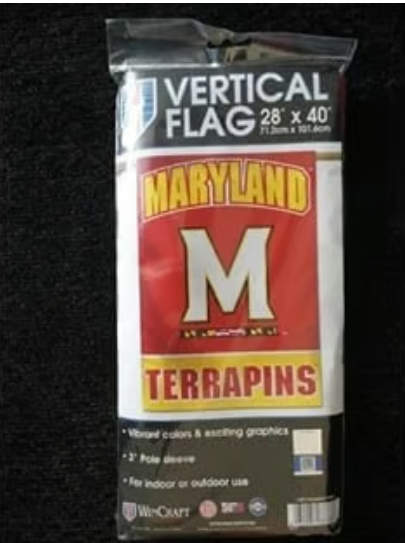 VERTICAL
FLAG 28" x 40"
71.2cm x 101.6cm
MARYLAND
M
TERRAPINS
• Vibrant colors & exciting graphics
• 3" Pole sleeve
• For indoor or outdoor use
WINCRAFT